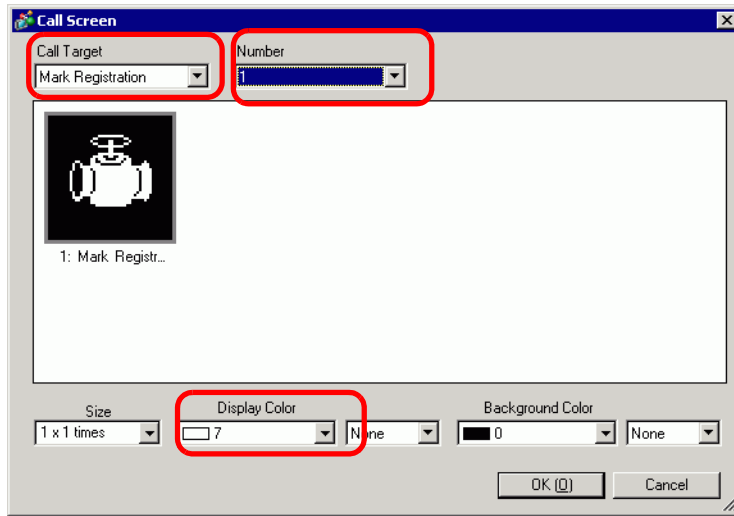 Call Screen
Call Target Number
Mark Registration 1
1: Mark Registr...
Size Display Color Background Color
1 x 1 times 7 None 0 None
OK (O) Cancel